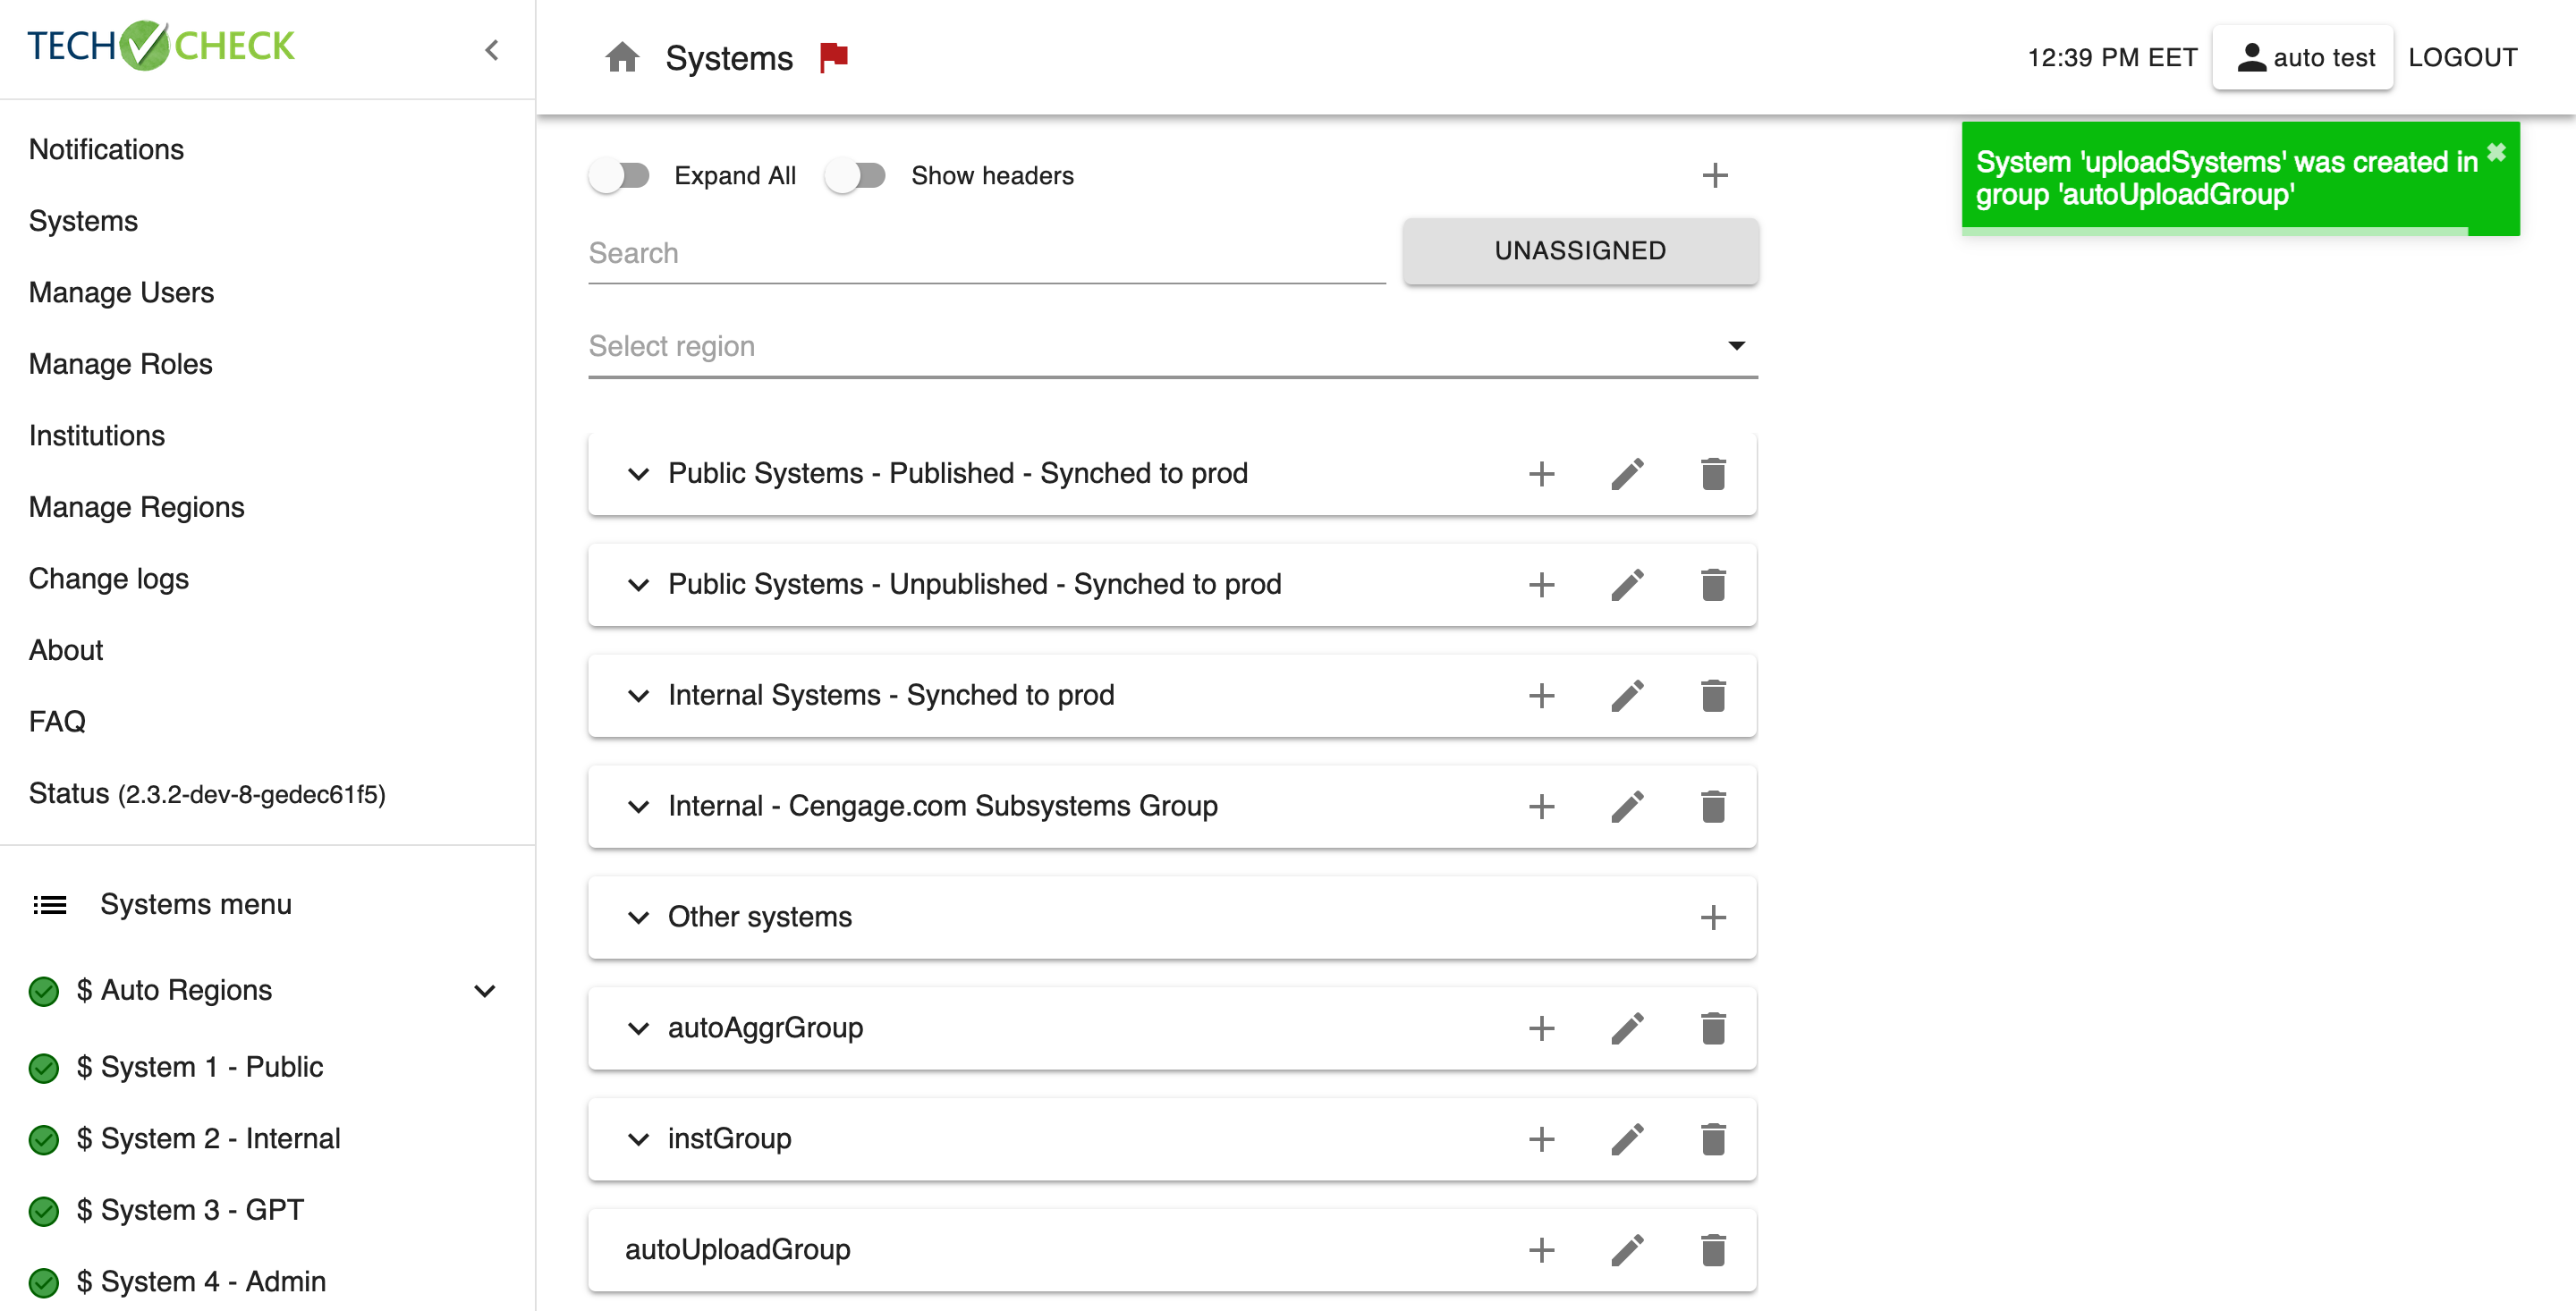 TECH CHECK
Notifications
Systems
Manage Users
Manage Roles
Institutions
Manage Regions
Change logs
About
FAQ
Status (2.3.2-dev-8-gedec61f5)
Systems menu
$ Auto Regions
$ System 1 - Public
$ System 2 - Internal
$ System 3 - GPT
$ System 4 - Admin
Systems
12:39 PM EET
auto test
LOGOUT
System 'uploadSystems' was created in
group 'autoUploadGroup'
Expand All
Show headers
Search
UNASSIGNED
Select region
Public Systems - Published - Synched to prod
Public Systems - Unpublished - Synched to prod
Internal Systems - Synched to prod
Internal - Cengage.com Subsystems Group
Other systems
autoAggrGroup
instGroup
autoUploadGroup